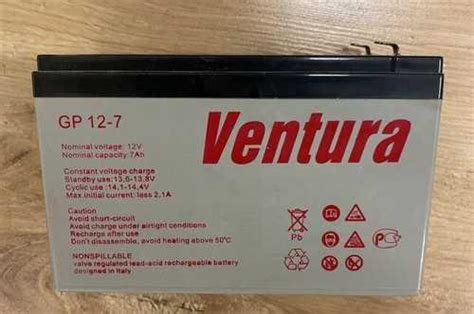 GP 12-7
Ventura
Nominal voltage: 12V
Nominal capacity: 7Ah
Constant voltage charge
Standby use: 13,6-13,8V
Cyclic use: 14,1-14,4V
Max.initial current: less 2,1A
CAUTION
Avoid short-circuit
Avoid charge under airtight conditions
Recharge after use
Don't disassemble, avoid heating above 50°C
NONSPILLABLE
valve regulated lead-acid rechargeable battery
designed in Italy
Pb